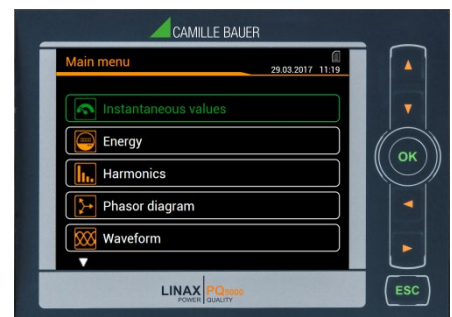 CAMILLE BAUER
Main menu
29.03.2017 11:19
Instantaneous values
Energy
Harmonics
Phasor diagram
Waveform
OK
ESC
LINAX PQ5000
POWER QUALITY